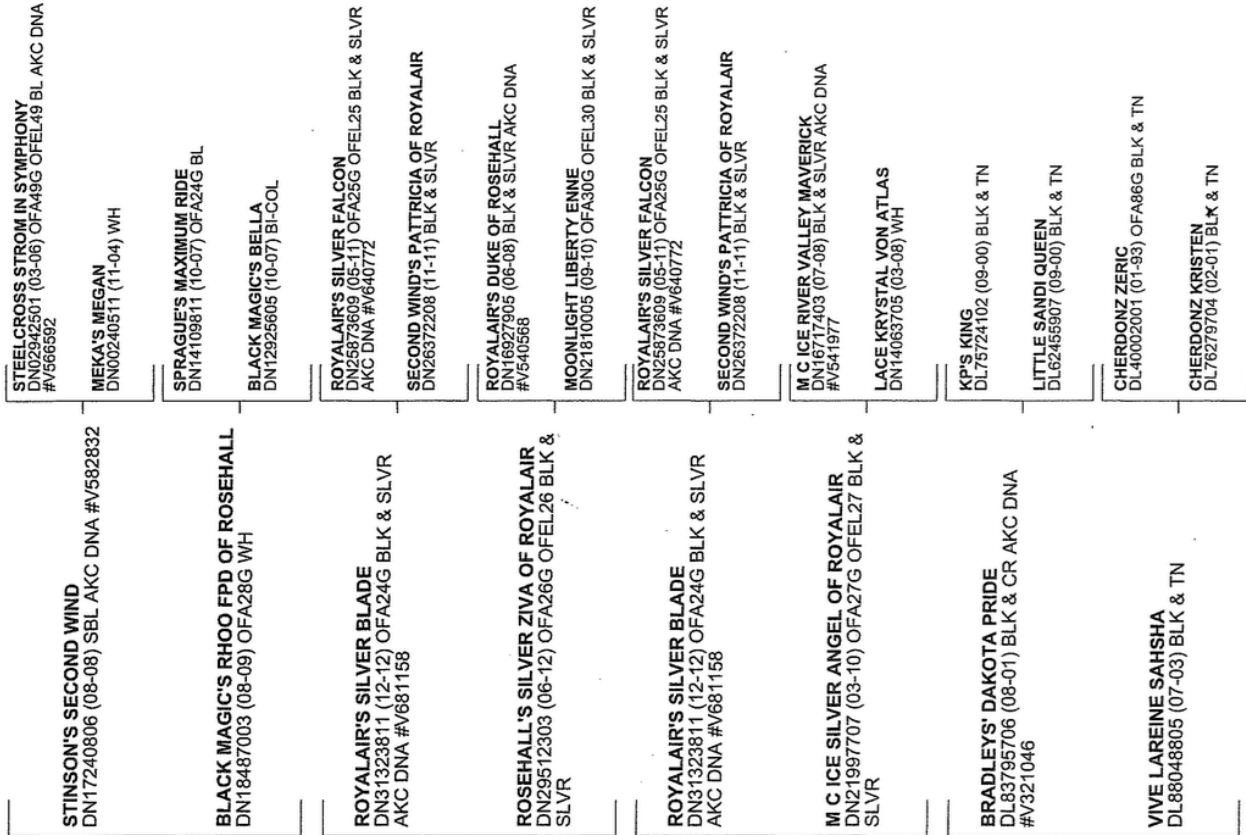 STINSON'S SECOND WIND
DN17240806 (08-08) SBL AKC DNA #V582832
BLACK MAGIC'S RHOO FPD OF ROSEHALL
DN18487003 (08-09) OFA28G WH
ROYALAIR'S SILVER BLADE
DN31323811 (12-12) OFA24G BLK & SLVR
AKC DNA #V681158
ROSEHALL'S SILVER ZIVA OF ROYALAIR
DN29512303 (06-12) OFA26G OFEL26 BLK &
SLVR
ROYALAIR'S SILVER BLADE
DN31323811 (12-12) OFA24G BLK & SLVR
AKC DNA #V681158
M C ICE SILVER ANGEL OF ROYALAIR
DN21997707 (03-10) OFA27G OFEL27 BLK &
SLVR
BRADLEYS' DAKOTA PRIDE
DL83795706 (08-01) BLK & CR AKC DNA
#V321046
VIVE LAREINE SAHSHA
DL88048805 (07-03) BLK & TN
STEELCROSS STROM IN SYMPHONY
DN02942501 (03-06) OFA49G OFEL49 BL AKC DNA
#V566592
MEKA'S MEGAN
DN00240511 (11-04) WH
SPRAGUE'S MAXIMUM RIDE
DN14109811 (10-07) OFA24G BL
BLACK MAGIC'S BELLA
DN12925605 (10-07) BI-COL
ROYALAIR'S SILVER FALCON
DN25873609 (05-11) OFA25G OFEL25 BLK & SLVR
AKC DNA #V640772
SECOND WIND'S PATTRICIA OF ROYALAIR
DN26372208 (11-11) BLK & SLVR
ROYALAIR'S DUKE OF ROSEHALL
DN16927905 (06-08) BLK & SLVR AKC DNA
#V540568
MOONLIGHT LIBERTY ENNE
DN21810005 (09-10) OFA30G OFEL30 BLK & SLVR
ROYALAIR'S SILVER FALCON
DN25873609 (05-11) OFA25G OFEL25 BLK & SLVR
AKC DNA #V640772
SECOND WIND'S PATTRICIA OF ROYALAIR
DN26372208 (11-11) BLK & SLVR
M C ICE RIVER VALLEY MAVERICK
DN16717403 (07-08) BLK & SLVR AKC DNA
#V541977
LACE KRYSTAL VON ATLAS
DN14063705 (03-08) WH
KP'S KING
DL75724102 (09-00) BLK & TN
LITTLE SANDI QUEEN
DL62455907 (09-00) BLK & TN
CHERDONZ ZERIC
DL40002001 (01-93) OFA86G BLK & TN
CHERDONZ KRISTEN
DL76279704 (02-01) BLK & TN